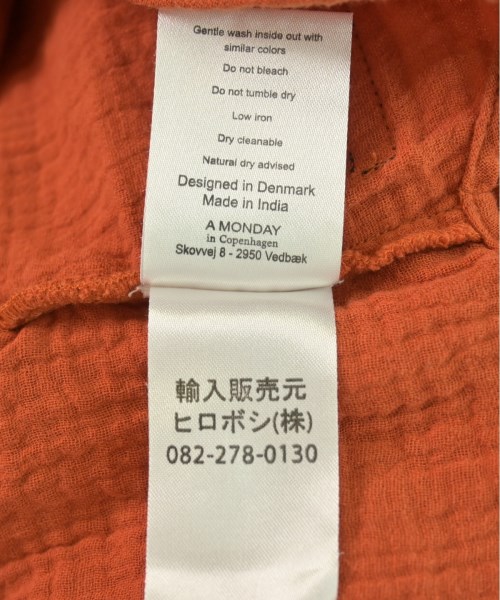 Gentle wash inside out with
similar colors
Do not bleach
Do not tumble dry
Low iron
Dry cleanable
Natural dry advised
Designed in Denmark
Made in India
A MONDAY
in Copenhagen
Skovvej 8 - 2950 Vedbæk
輸入販売元
ヒロボシ(株)
082-278-0130